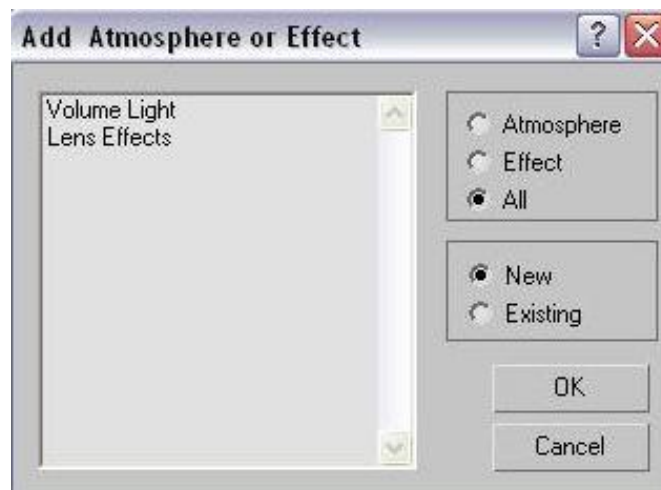 Add Atmosphere or Effect
?
Volume Light
Lens Effects
Atmosphere
Effect
All
New
Existing
OK
Cancel